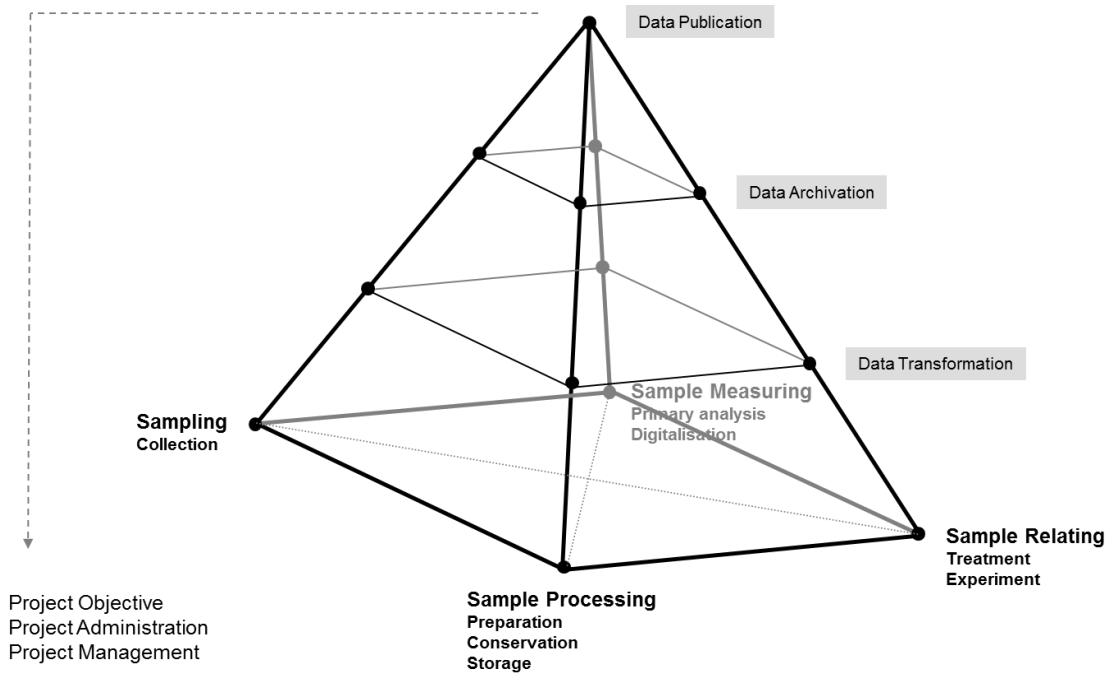 Data Publication
Data Archivation
Data Transformation
Sample Measuring
Primary analysis
Digitalisation
Sampling
Collection
Sample Relating
Treatment
Experiment
Sample Processing
Preparation
Conservation
Storage
Project Objective
Project Administration
Project Management